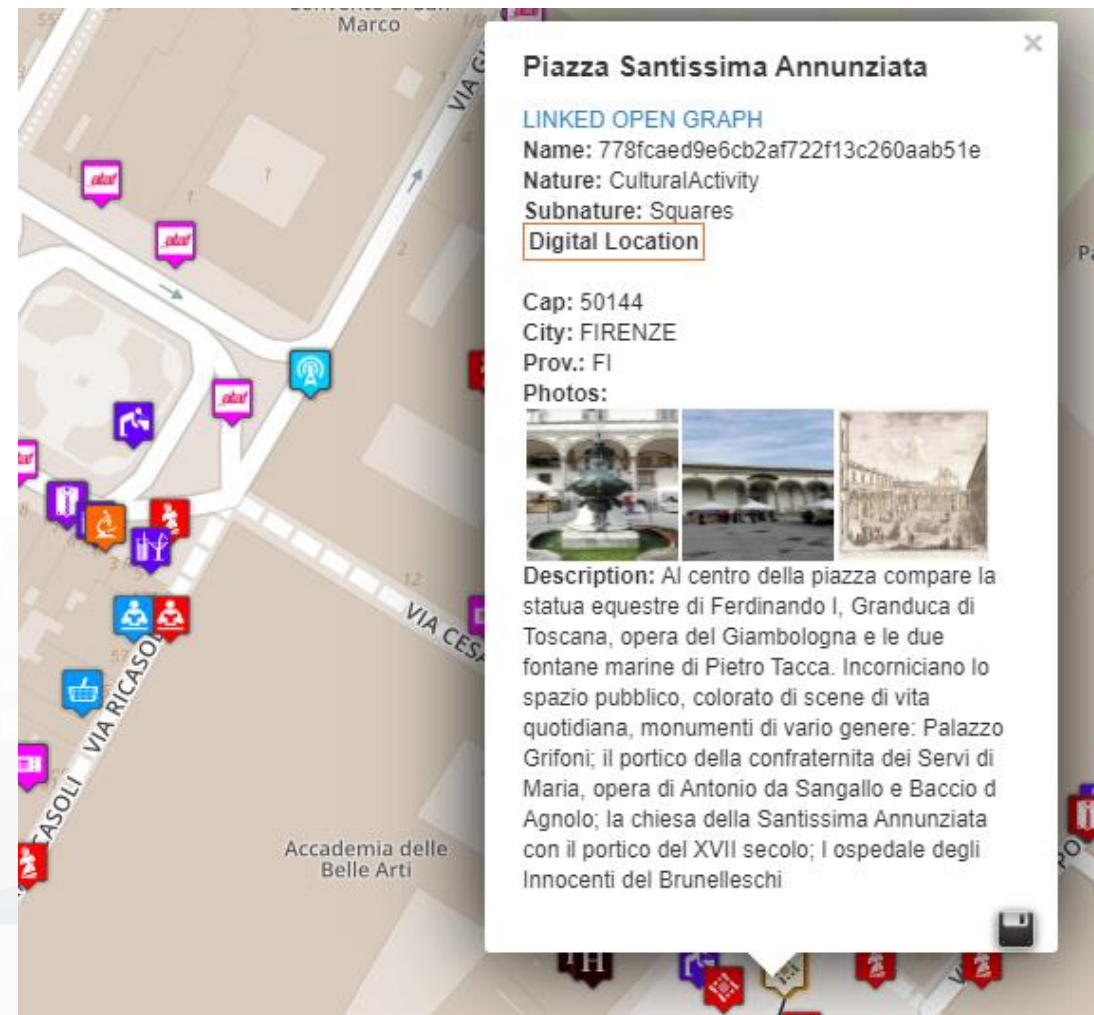 Marco
Piazza Santissima Annunziata
×
LINKED OPEN GRAPH
Name: 778fcaed9e6cb2af722f13c260aab51e
Nature: CulturalActivity
Subnature: Squares
Digital Location
Cap: 50144
City: FIRENZE
Prov.: FI
Photos:
Description: Al centro della piazza compare la
statua equestre di Ferdinando I, Granduca di
Toscana, opera del Giambologna e le due
fontane marine di Pietro Tacca. Incorniciano lo
spazio pubblico, colorato di scene di vita
quotidiana, monumenti di vario genere: Palazzo
Grifoni; il portico della confraternita dei Servi di
Maria, opera di Antonio da Sangallo e Baccio d
Agnolo; la chiesa della Santissima Annunziata
con il portico del XVII secolo; l ospedale degli
Innocenti del Brunelleschi
ataf
ataf
ataf
VIA
VIA RICASOLI
12
Accademia delle
Belle Arti